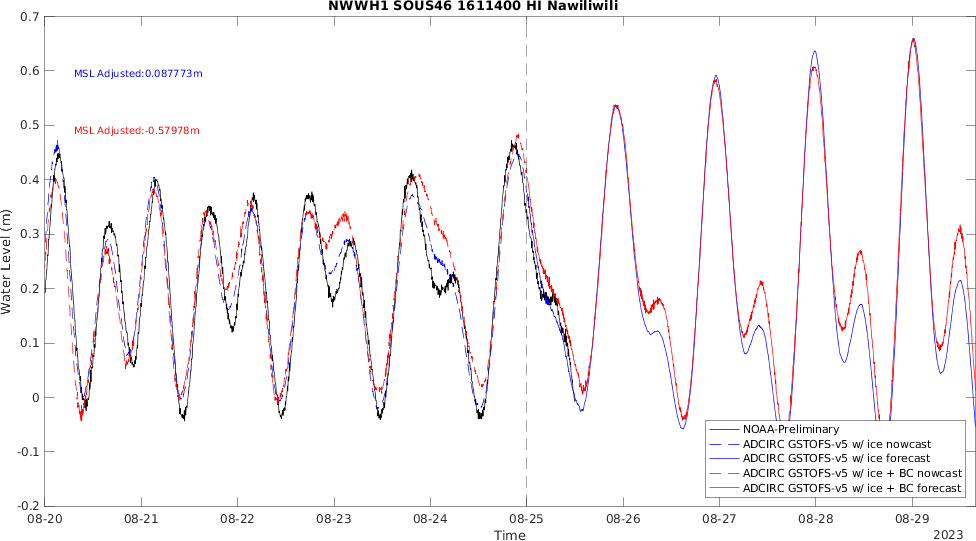 NWWH1 SOUS46 1611400 HI Nawiliwili
0.7
0.6
0.5
0.4
0.3
0.2
0.1
0
-0.1
-0.2
Water Level (m)
MSL Adjusted:0.087773m
MSL Adjusted:-0.57978m
NOAA-Preliminary
ADCIRC GSTOFS-v5 w/ ice nowcast
ADCIRC GSTOFS-v5 w/ ice forecast
ADCIRC GSTOFS-v5 w/ ice + BC nowcast
ADCIRC GSTOFS-v5 w/ ice + BC forecast
08-20 08-21 08-22 08-23 08-24 08-25 08-26 08-27 08-28 08-29
Time
2023